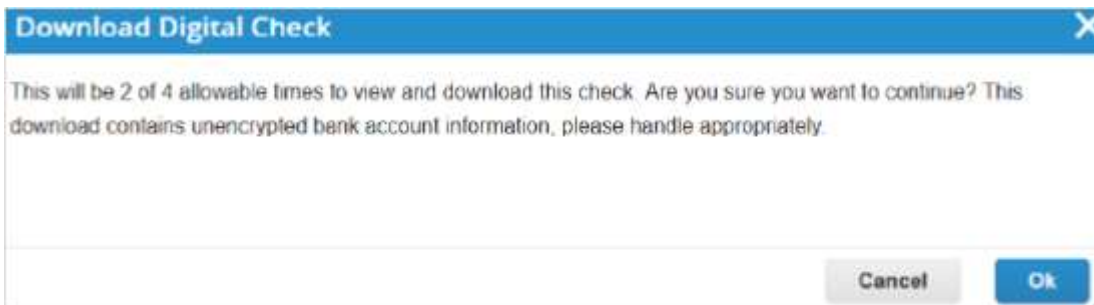 Download Digital Check
This will be 2 of 4 allowable times to view and download this check. Are you sure you want to continue? This
download contains unencrypted bank account information, please handle appropriately.
Cancel
Ok